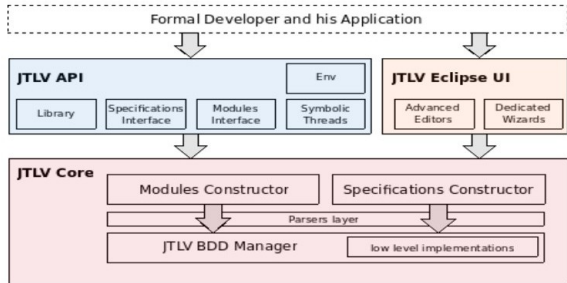 Formal Developer and his Application
JTLV API
Env
Library
Specifications
Interface
Modules
Interface
Symbolic
Threads
JTLV Eclipse UI
Advanced
Editors
Dedicated
Wizards
JTLV Core
Modules Constructor
Specifications Constructor
Parsers layer
JTLV BDD Manager
low level implementations